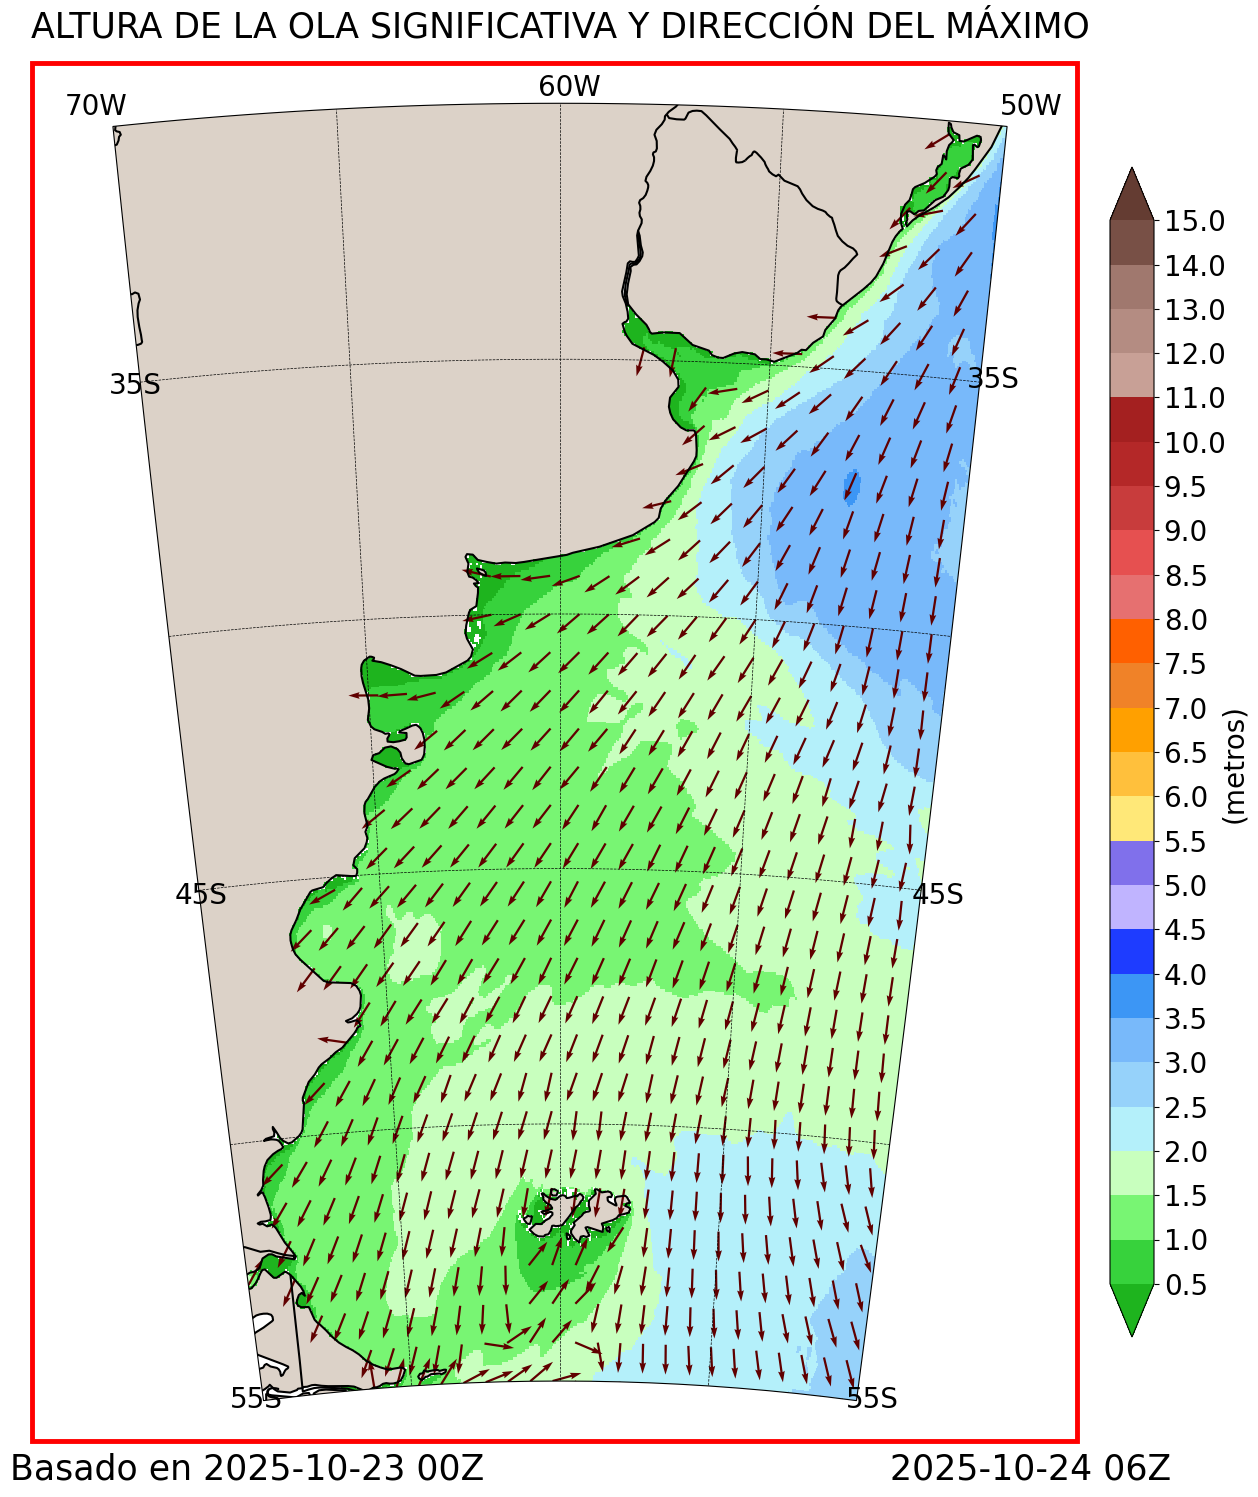 ALTURA DE LA OLA SIGNIFICATIVA Y DIRECCIÓN DEL MÁXIMO
70W
60W
50W
35S
35S
45S
45S
55S
55S
15.0
14.0
13.0
12.0
11.0
10.0
9.5
9.0
8.5
8.0
7.5
7.0
6.5
6.0
5.5
5.0
4.5
4.0
3.5
3.0
2.5
2.0
1.5
1.0
0.5
(metros)
Basado en 2025-10-23 00Z
2025-10-24 06Z